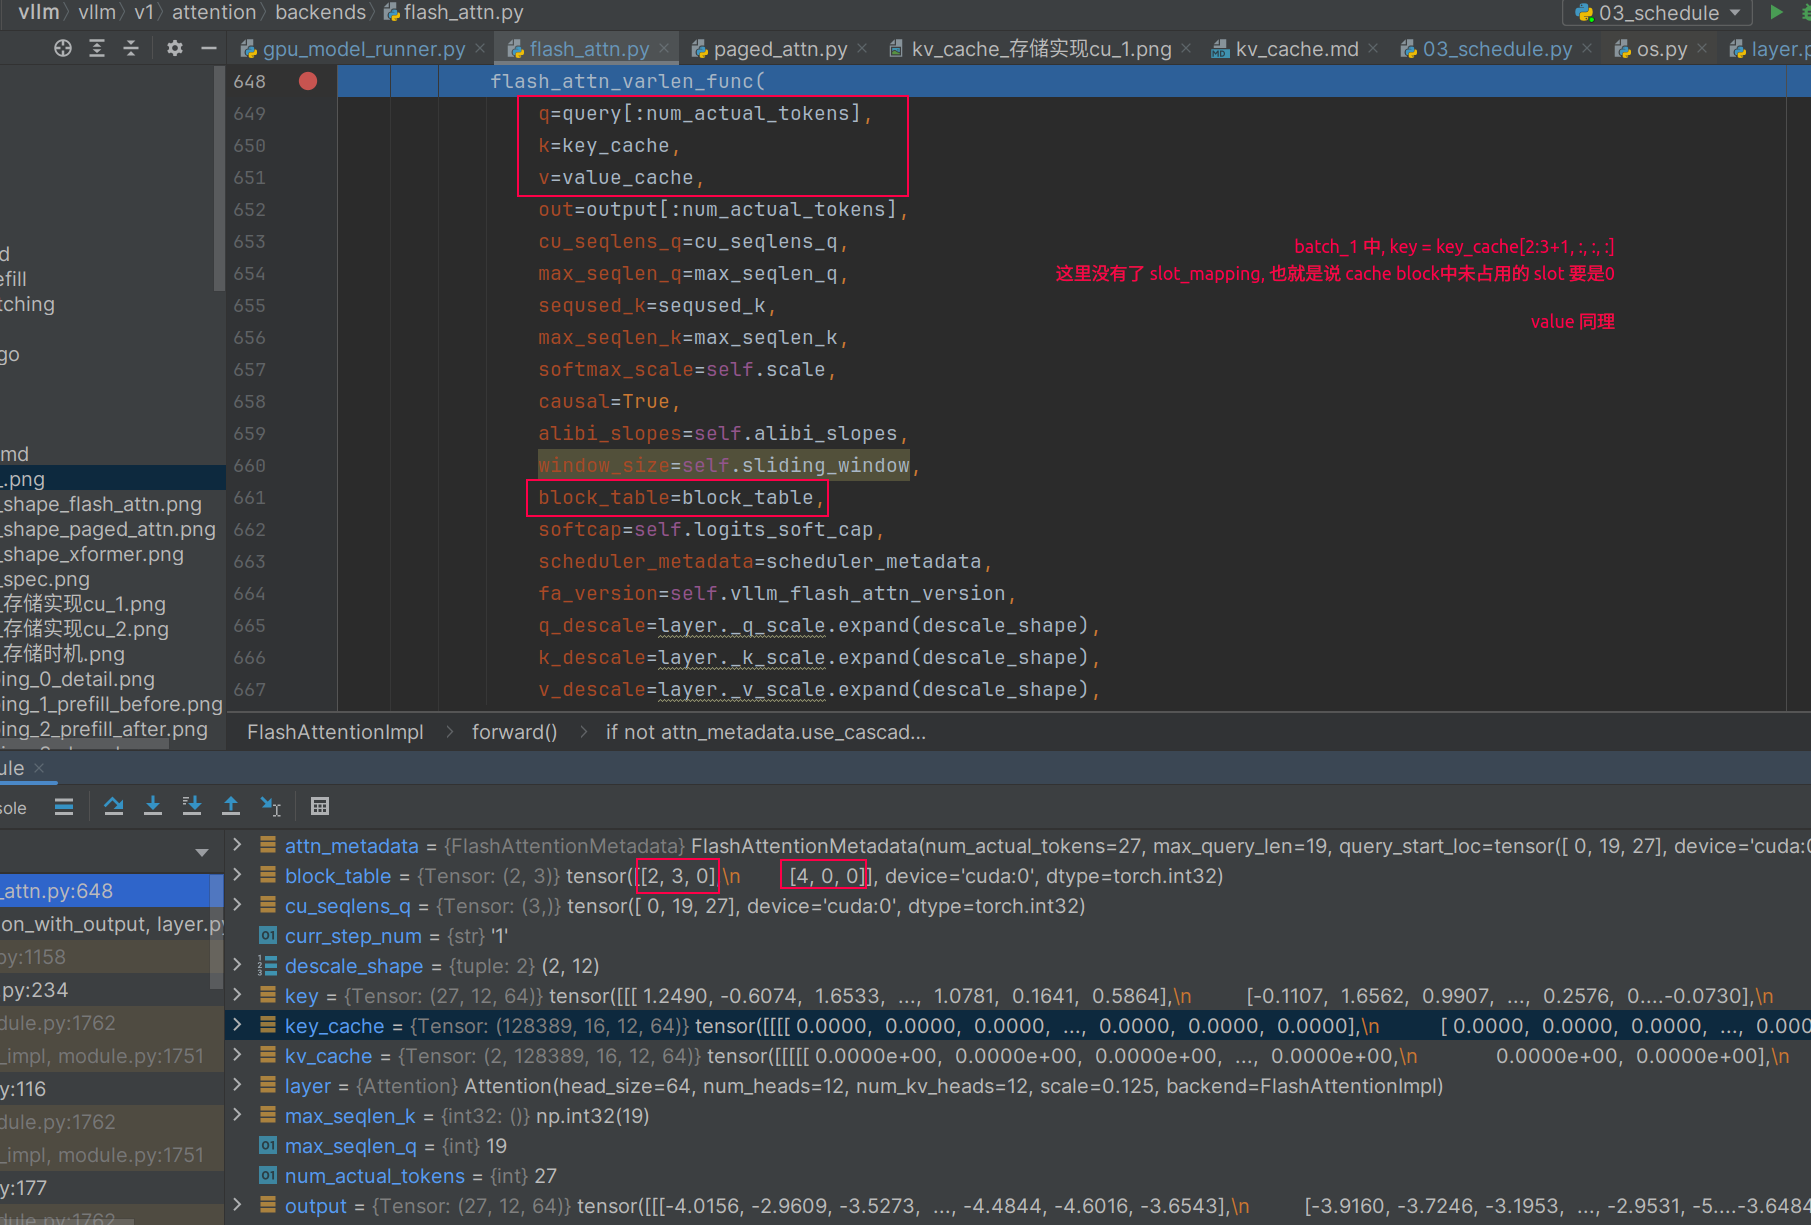 vllm › vllm › v1 › attention › backends › flash_attn.py
03_schedule
gpu_model_runner.py × flash_attn.py × paged_attn.py × kv_cache_存储实现cu_1.png × kv_cache.md × 03_schedule.py × os.py × layer.p
d
efill
tching
go
md
_.png
_shape_flash_attn.png
_shape_paged_attn.png
_shape_xformer.png
_spec.png
_存储实现cu_1.png
_存储实现cu_2.png
_存储时机.png
ing_0_detail.png
ing_1_prefill_before.png
ing_2_prefill_after.png
648 flash_attn_varlen_func(
649 q=query[:num_actual_tokens],
650 k=key_cache,
651 v=value_cache,
652 out=output[:num_actual_tokens],
653 cu_seqlens_q=cu_seqlens_q,
654 max_seqlen_q=max_seqlen_q,
655 seqused_k=seqused_k,
656 max_seqlen_k=max_seqlen_k,
657 softmax_scale=self.scale,
658 causal=True,
659 alibi_slopes=self.alibi_slopes,
660 window_size=self.sliding_window,
661 block_table=block_table,
662 softcap=self.logits_soft_cap,
663 scheduler_metadata=scheduler_metadata,
664 fa_version=self.vllm_flash_attn_version,
665 q_descale=layer._q_scale.expand(descale_shape),
666 k_descale=layer._k_scale.expand(descale_shape),
667 v_descale=layer._v_scale.expand(descale_shape),
batch_1 中, key = key_cache[2:3+1, :, :, :]
这里没有了 slot_mapping, 也就是说 cache block中未占用的 slot 要是0
value 同理
FlashAttentionImpl › forward() › if not attn_metadata.use_cascad...
ule ×
sole
_attn.py:648
on_with_output, layer.py
py:1158
.py:234
dule.py:1762
_impl, module.py:1751
y:116
dule.py:1762
_impl, module.py:1751
y:177
dule.py:1762
attn_metadata = {FlashAttentionMetadata} FlashAttentionMetadata(num_actual_tokens=27, max_query_len=19, query_start_loc=tensor([ 0, 19, 27], device='cuda:0
block_table = {Tensor: (2, 3)} tensor([[2, 3, 0],\n [4, 0, 0]], device='cuda:0', dtype=torch.int32)
cu_seqlens_q = {Tensor: (3,)} tensor([ 0, 19, 27], device='cuda:0', dtype=torch.int32)
curr_step_num = {str} '1'
descale_shape = {tuple: 2} (2, 12)
key = {Tensor: (27, 12, 64)} tensor([[[ 1.2490, -0.6074, 1.6533, ..., 1.0781, 0.1641, 0.5864],\n [-0.1107, 1.6562, 0.9907, ..., 0.2576, 0....-0.0730],\n
key_cache = {Tensor: (128389, 16, 12, 64)} tensor([[[[ 0.0000, 0.0000, 0.0000, ..., 0.0000, 0.0000, 0.0000],\n [ 0.0000, 0.0000, 0.0000, ..., 0.000
kv_cache = {Tensor: (2, 128389, 16, 12, 64)} tensor([[[[[ 0.0000e+00, 0.0000e+00, 0.0000e+00, ..., 0.0000e+00,\n 0.0000e+00, 0.0000e+00],\n
layer = {Attention} Attention(head_size=64, num_heads=12, num_kv_heads=12, scale=0.125, backend=FlashAttentionImpl)
max_seqlen_k = {int32: ()} np.int32(19)
max_seqlen_q = {int} 19
num_actual_tokens = {int} 27
output = {Tensor: (27, 12, 64)} tensor([[[-4.0156, -2.9609, -3.5273, ..., -4.4844, -4.6016, -3.6543],\n [-3.9160, -3.7246, -3.1953, ..., -2.9531, -5....-3.6484